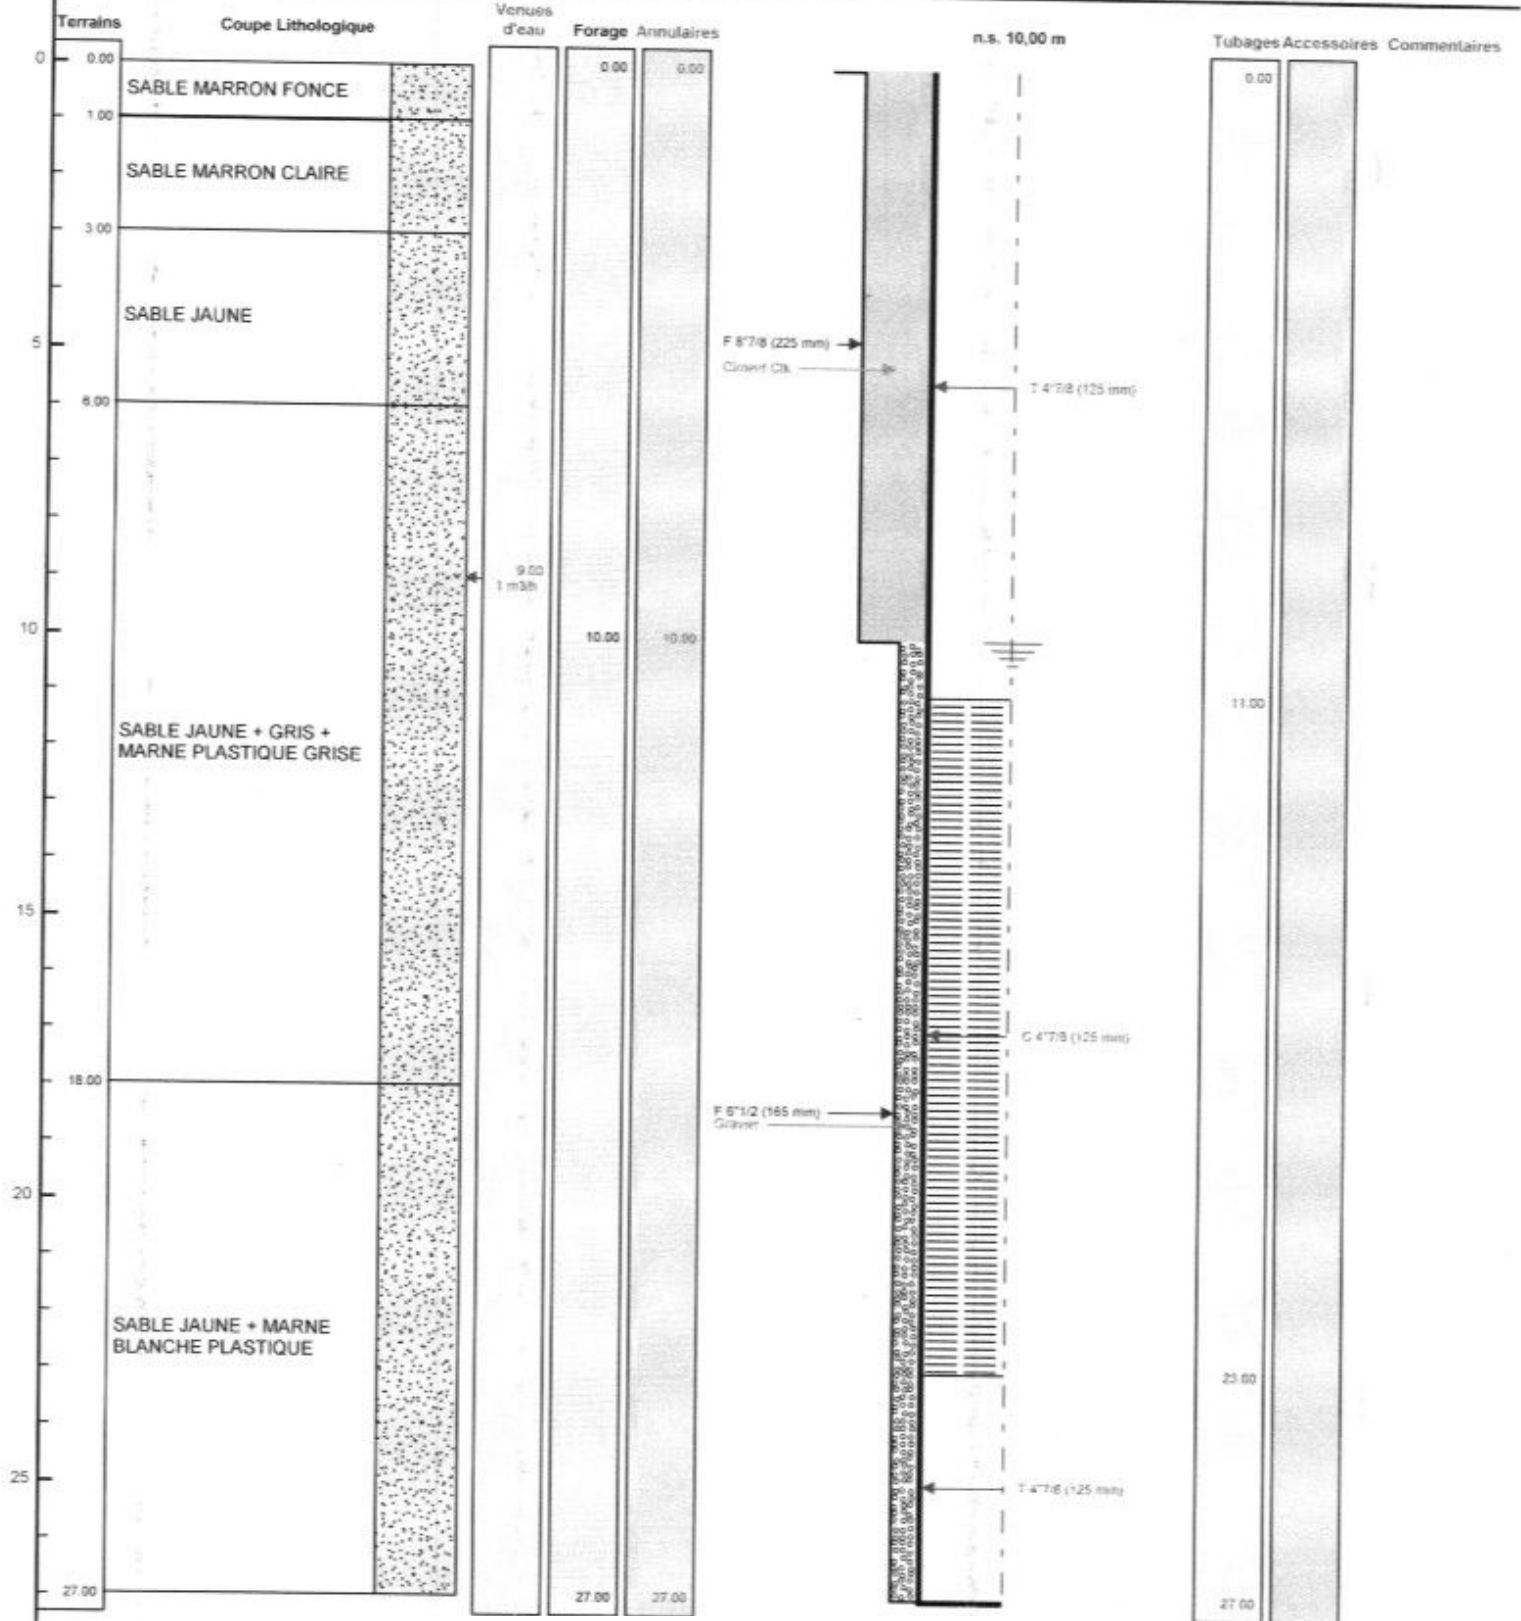 Terrains Coupe Lithologique Venues d'eau Forage Annulaires n.s. 10,00 m Tubages Accessoires Commentaires
0 0.00 0.00 0.00 0.00
SABLE MARRON FONCE
1.00
SABLE MARRON CLAIRE
3.00
SABLE JAUNE
5 F 8"7/8 (225 mm)
Ciment Clk
T 4"7/8 (125 mm)
6.00
9.00
1 m3/h
10 10.00 10.00
11.00
SABLE JAUNE + GRIS +
MARNE PLASTIQUE GRISE
15
C 4"7/8 (125 mm)
18.00
F 6"1/2 (165 mm)
Gravier
20
SABLE JAUNE + MARNE
BLANCHE PLASTIQUE
23.00
25
T 4"7/8 (125 mm)
27.00 27.00 27.00 27.00